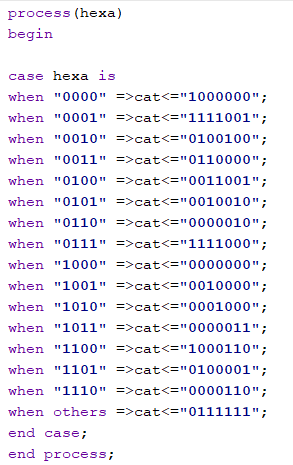 process(hexa)
begin
case hexa is
when "0000" =>cat<="1000000";
when "0001" =>cat<="1111001";
when "0010" =>cat<="0100100";
when "0011" =>cat<="0110000";
when "0100" =>cat<="0011001";
when "0101" =>cat<="0010010";
when "0110" =>cat<="0000010";
when "0111" =>cat<="1111000";
when "1000" =>cat<="0000000";
when "1001" =>cat<="0010000";
when "1010" =>cat<="0001000";
when "1011" =>cat<="0000011";
when "1100" =>cat<="1000110";
when "1101" =>cat<="0100001";
when "1110" =>cat<="0000110";
when others =>cat<="0111111";
end case;
end process;